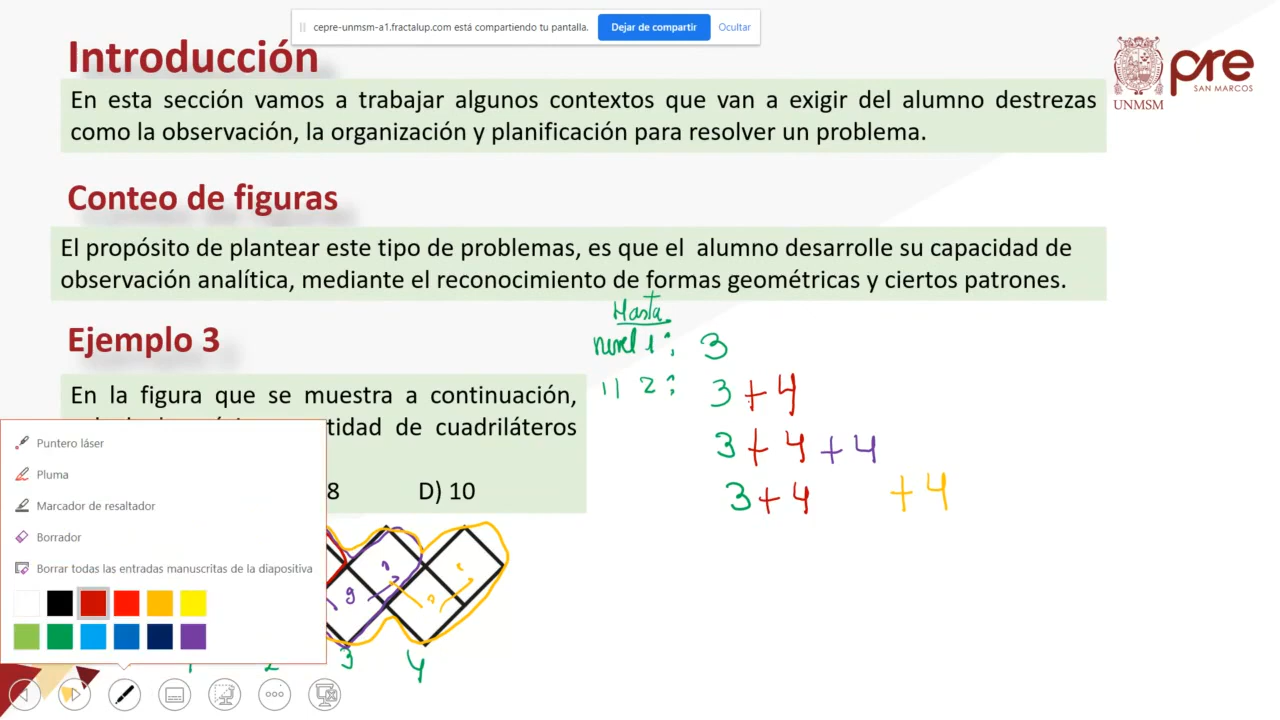 cepre-unmsm-a1.fractalup.com está compartiendo tu pantalla. Dejar de compartir Ocultar
Introducción
pre
SAN MARCOS
UNMSM
En esta sección vamos a trabajar algunos contextos que van a exigir del alumno destrezas
como la observación, la organización y planificación para resolver un problema.
Conteo de figuras
El propósito de plantear este tipo de problemas, es que el alumno desarrolle su capacidad de
observación analítica, mediante el reconocimiento de formas geométricas y ciertos patrones.
Hasta
Ejemplo 3
nivel 1: 3
11 2: 3 + 4
3 + 4 + 4
3 + 4 + 4
En la figura que se muestra a continuación,
tidad de cuadriláteros
8 D) 10
Puntero láser
Pluma
Marcador de resaltador
Borrador
Borrar todas las entradas manuscritas de la diapositiva
3 4